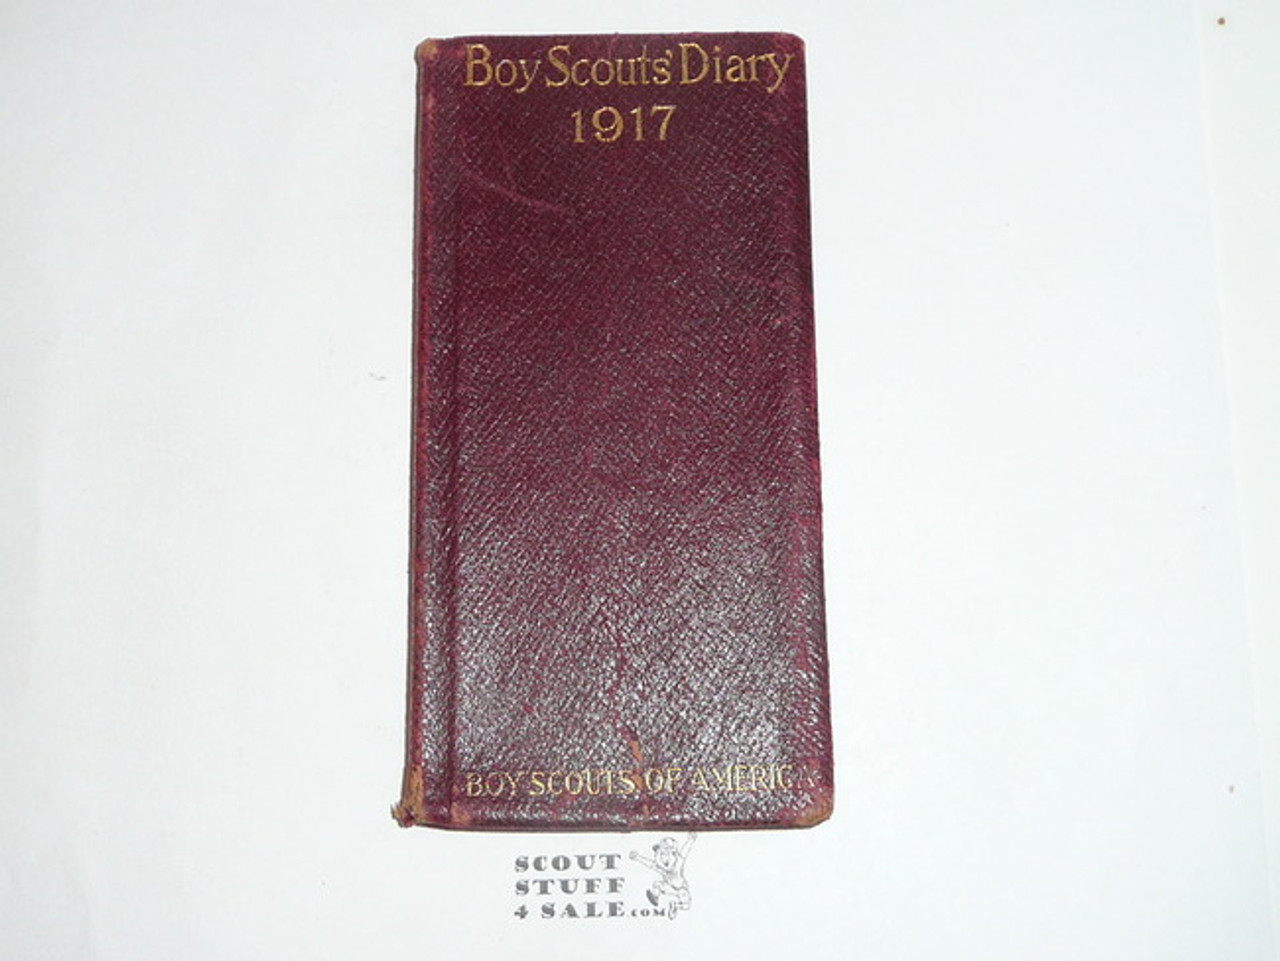 Boy Scouts' Diary
1917
BOY SCOUTS OF AMERICA
SCOUT
STUFF
4 SALE.COM